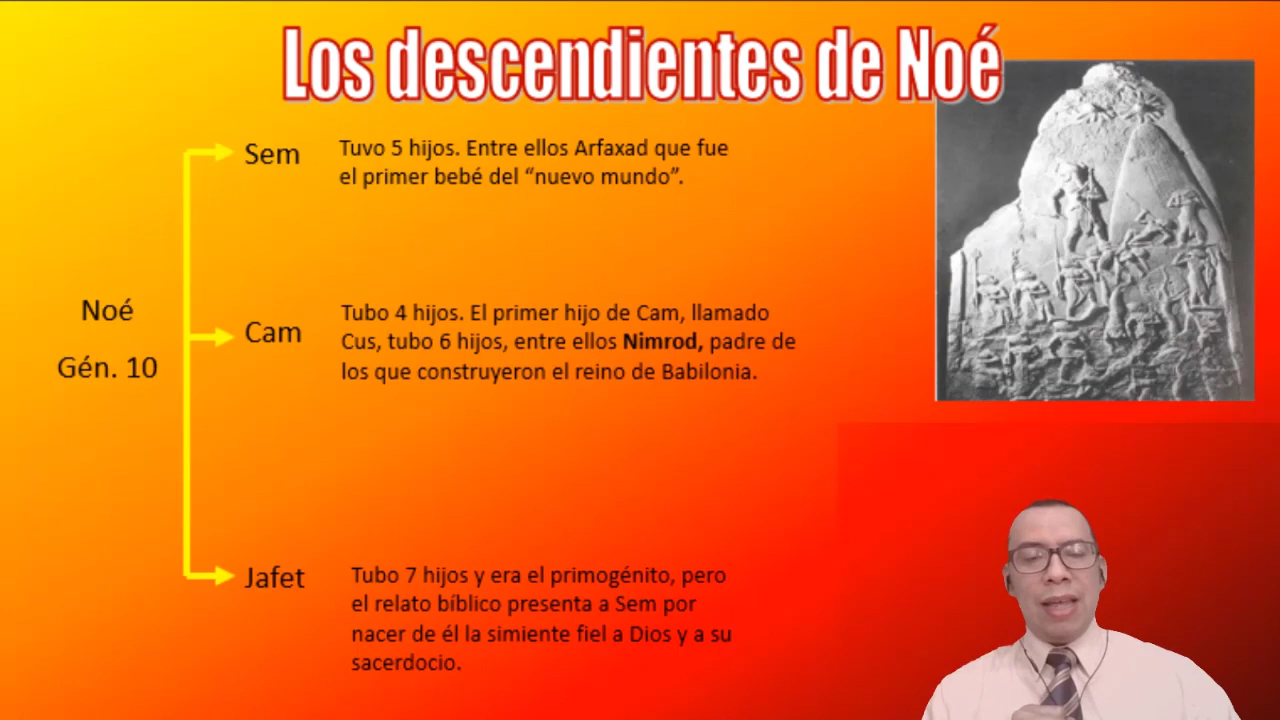 Los descendientes de Noé
Sem
Tuvo 5 hijos. Entre ellos Arfaxad que fue
el primer bebé del “nuevo mundo”.
Noé
Gén. 10
Cam
Tubo 4 hijos. El primer hijo de Cam, llamado
Cus, tubo 6 hijos, entre ellos Nimrod, padre de
los que construyeron el reino de Babilonia.
Jafet
Tubo 7 hijos y era el primogénito, pero
el relato bíblico presenta a Sem por
nacer de él la simiente fiel a Dios y a su
sacerdocio.